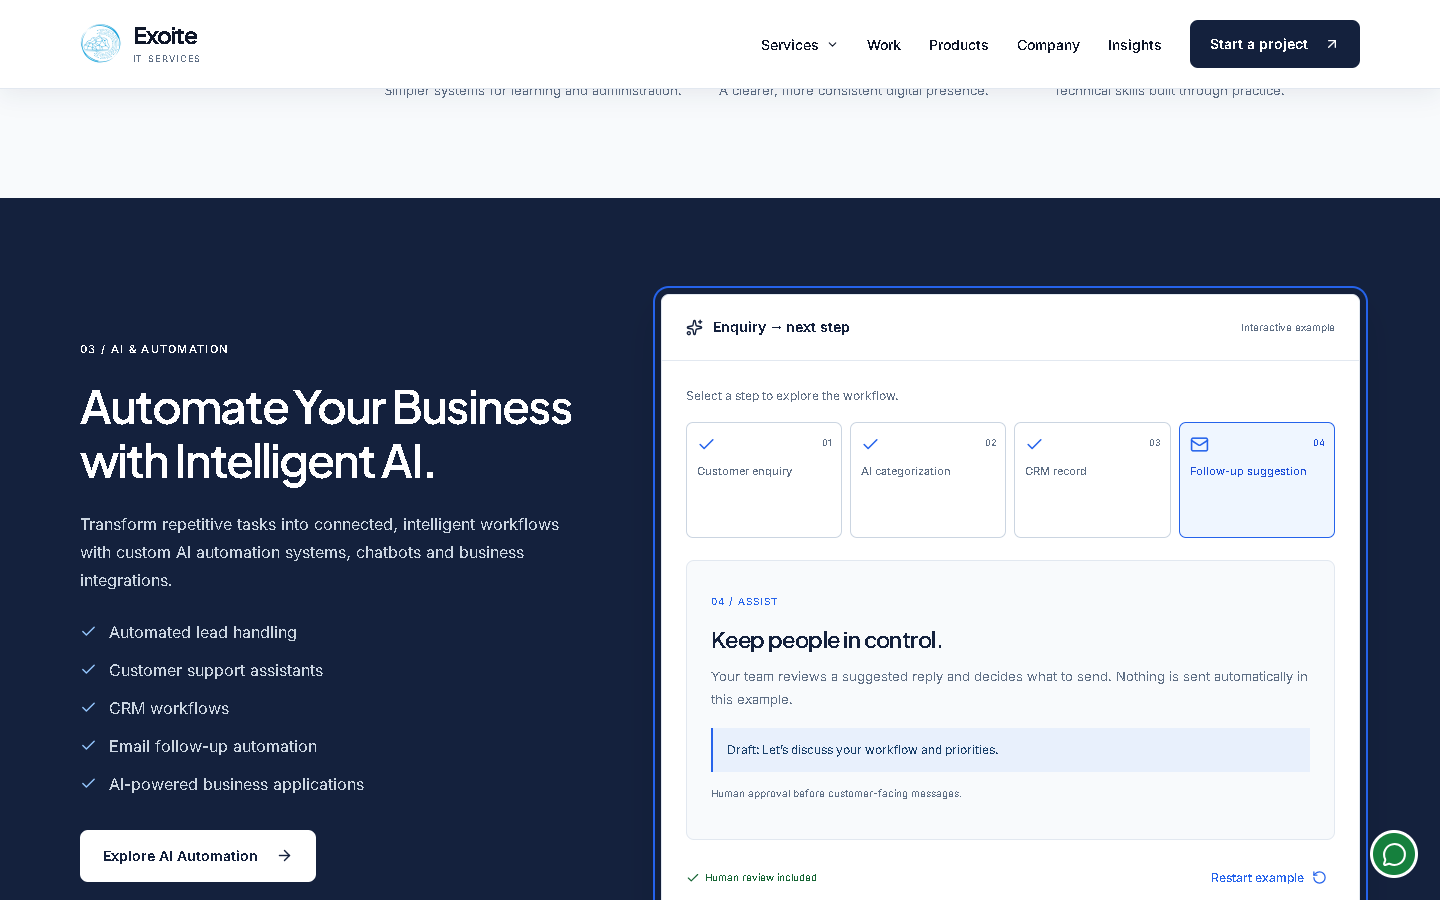 Exoite
IT SERVICES
Services
Work
Products
Company
Insights
Start a project
Simpler systems for learning and administration.
A clearer, more consistent digital presence.
Technical skills built through practice.
03 / AI & AUTOMATION
Automate Your Business
with Intelligent AI.
Transform repetitive tasks into connected, intelligent workflows
with custom AI automation systems, chatbots and business
integrations.
Automated lead handling
Customer support assistants
CRM workflows
Email follow-up automation
AI-powered business applications
Explore AI Automation
Enquiry → next step
Interactive example
Select a step to explore the workflow.
01
Customer enquiry
02
AI categorization
03
CRM record
04
Follow-up suggestion
04 / ASSIST
Keep people in control.
Your team reviews a suggested reply and decides what to send. Nothing is sent automatically in
this example.
Draft: Let's discuss your workflow and priorities.
Human approval before customer-facing messages.
Human review included
Restart example